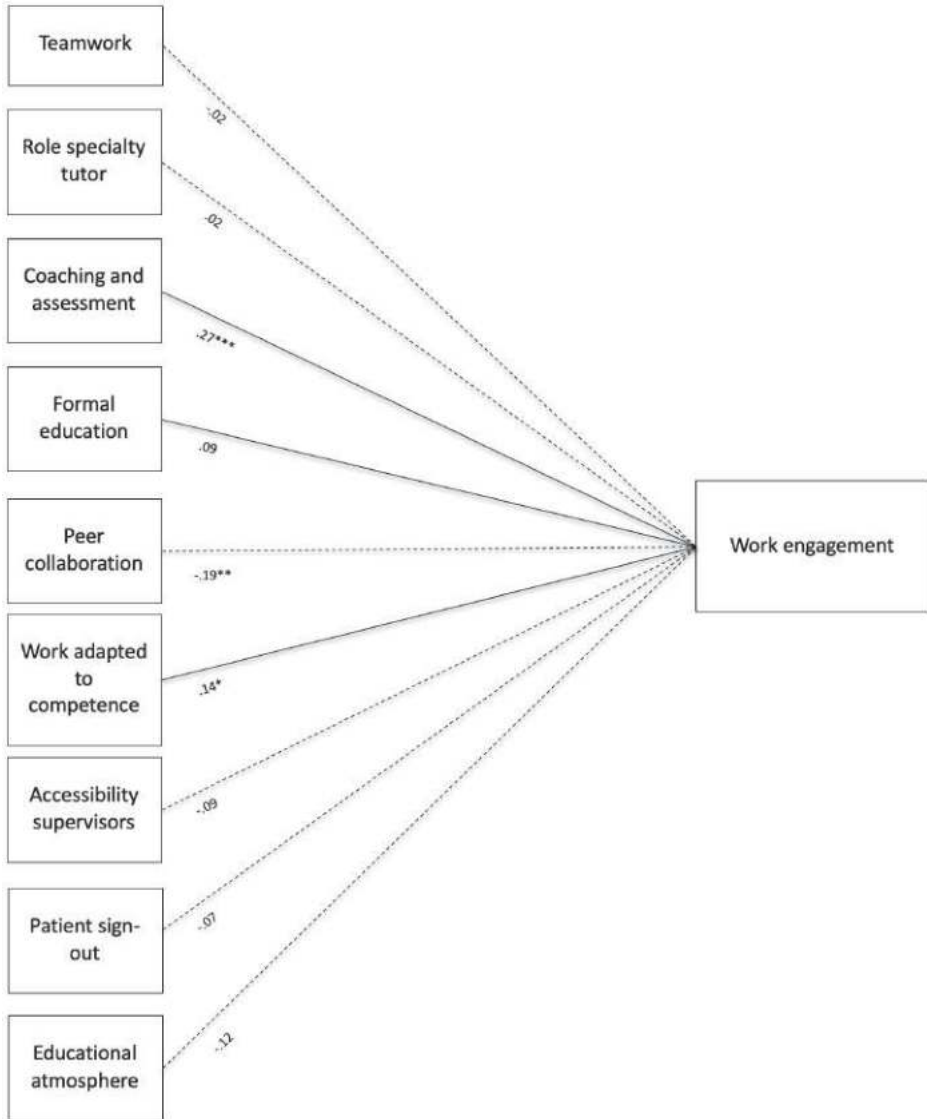 Teamwork
-.02
Role specialty
tutor
.02
Coaching and
assessment
.27***
Formal
education
.09
Peer
collaboration
-.19**
Work engagement
Work adapted
to
competence
.14*
Accessibility
supervisors
-.09
Patient sign-
out
-.07
Educational
atmosphere
-.12